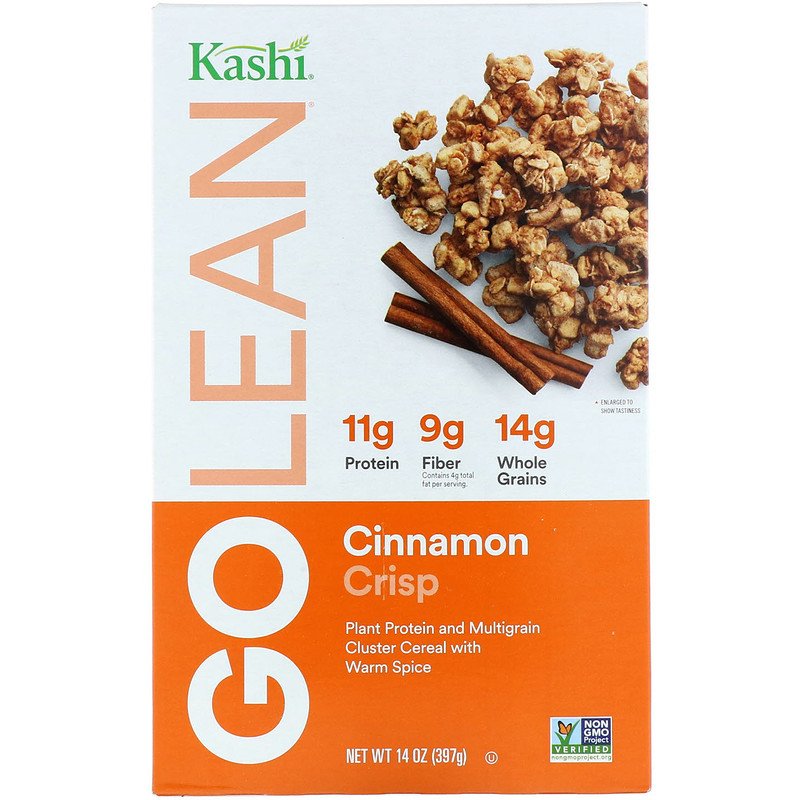 Kashi®
GO LEAN®
ENLARGED TO
SHOW TASTINESS
11g
Protein
9g
Fiber
Contains 4g total
fat per serving.
14g
Whole
Grains
Cinnamon
Crisp
Plant Protein and Multigrain
Cluster Cereal with
Warm Spice
NET WT 14 OZ (397g)
U
NON
GMO
Project
VERIFIED
nongmoproject.org